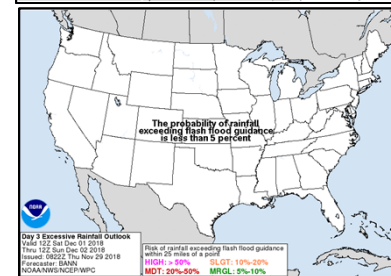 The probability of rainfall
exceeding flash flood guidance
is less than 5 percent
NOAA
Day 3 Excessive Rainfall Outlook
Valid 12Z Sat Dec 01 2018
Thru 12Z Sun Dec 02 2018
Issued: 0822Z Thu Nov 29 2018
Forecaster: BANN
NOAA/NWS/NCEP/WPC
Risk of rainfall exceeding flash flood guidance
within 25 miles of a point
HIGH: > 50% SLGT: 10%-20%
MDT: 20%-50% MRGL: 5%-10%